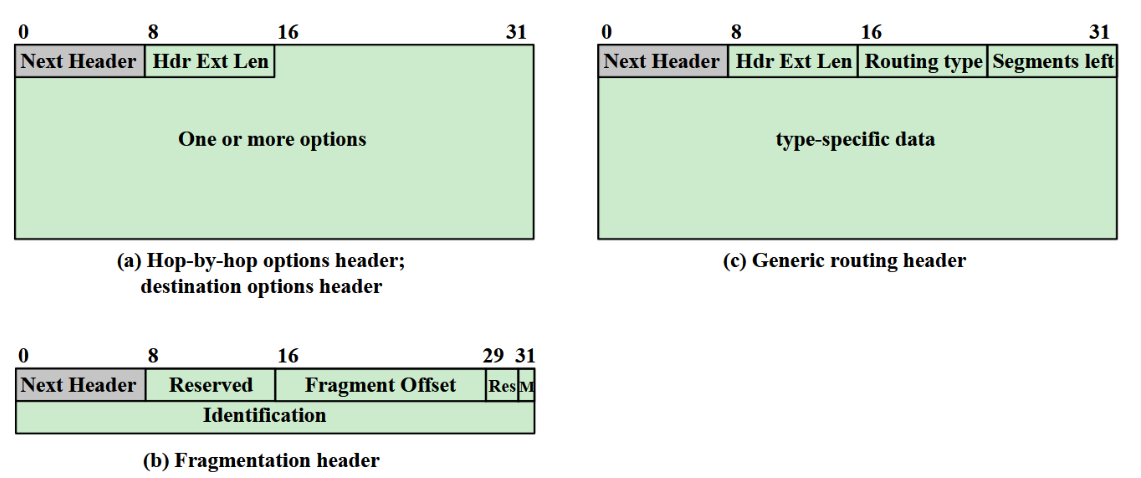 0 8 16 31
Next Header Hdr Ext Len
One or more options
(a) Hop-by-hop options header;
destination options header
0 8 16 31
Next Header Hdr Ext Len Routing type Segments left
type-specific data
(c) Generic routing header
0 8 16 29 31
Next Header Reserved Fragment Offset Res M
Identification
(b) Fragmentation header